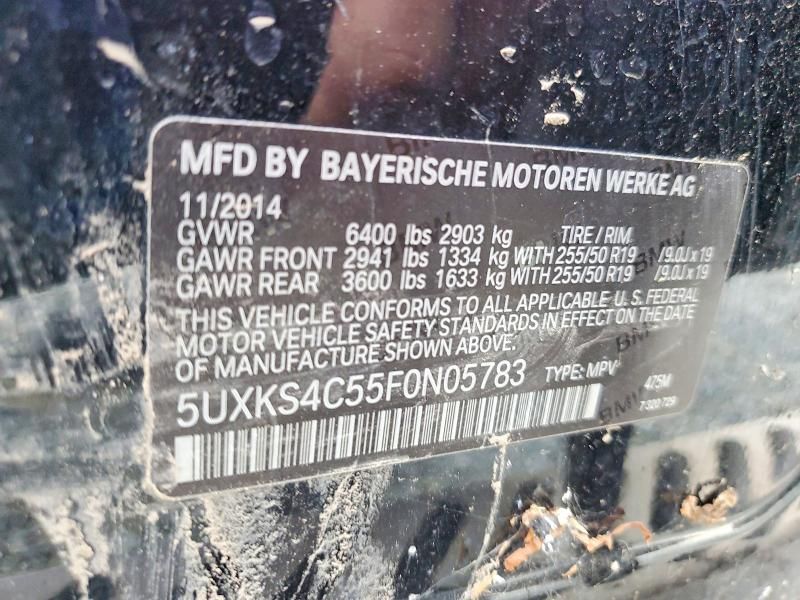 MFD BY BAYERISCHE MOTOREN WERKE AG
11/2014
GVWR 6400 lbs 2903 kg TIRE / RIM
GAWR FRONT 2941 lbs 1334 kg WITH 255/50 R19 /9.0J x 19
GAWR REAR 3600 lbs 1633 kg WITH 255/50 R19 /9.0J x 19
THIS VEHICLE CONFORMS TO ALL APPLICABLE U. S. FEDERAL
MOTOR VEHICLE SAFETY STANDARDS IN EFFECT ON THE DATE
OF MANUFACTURE SHOWN ABOVE.
5UXKS4C55F0N05783 TYPE: MPV 475M
7 320 729